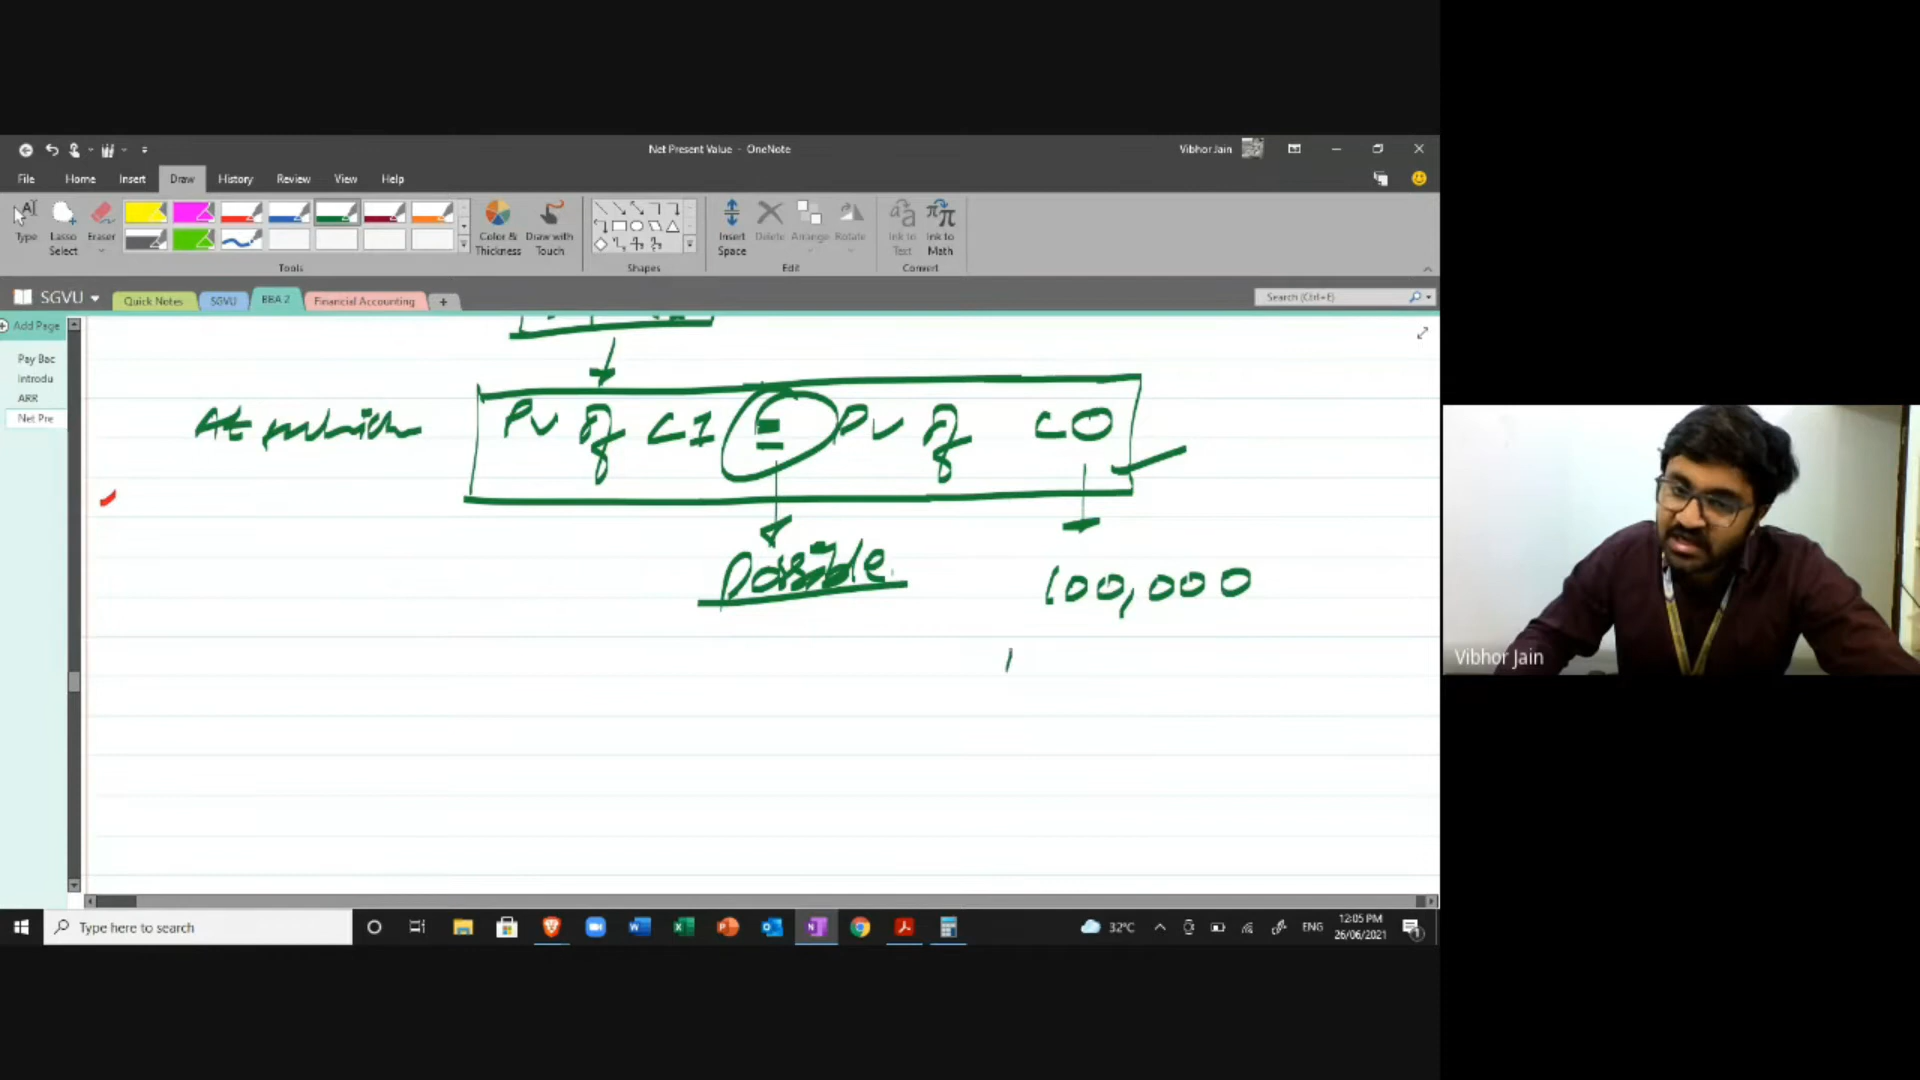 Net Present Value - OneNote
Vibhor Jain
File Home Insert Draw History Review View Help
Type
Lasso Select
Eraser
Color & Thickness
Draw with Touch
Insert Space
Delete
Arrange
Rotate
Ink to Text
Ink to Math
Tools
Shapes
Edit
Convert
SGVU
Quick Notes
SGVU
BBA 2
Financial Accounting
Search (Ctrl+E)
Add Page
Pay Bac
Introdu
ARR
Net Pre
At which PV of CI = PV of CO
Possible 100,000
Vibhor Jain
Type here to search
32°C
ENG
12:05 PM
26/06/2021